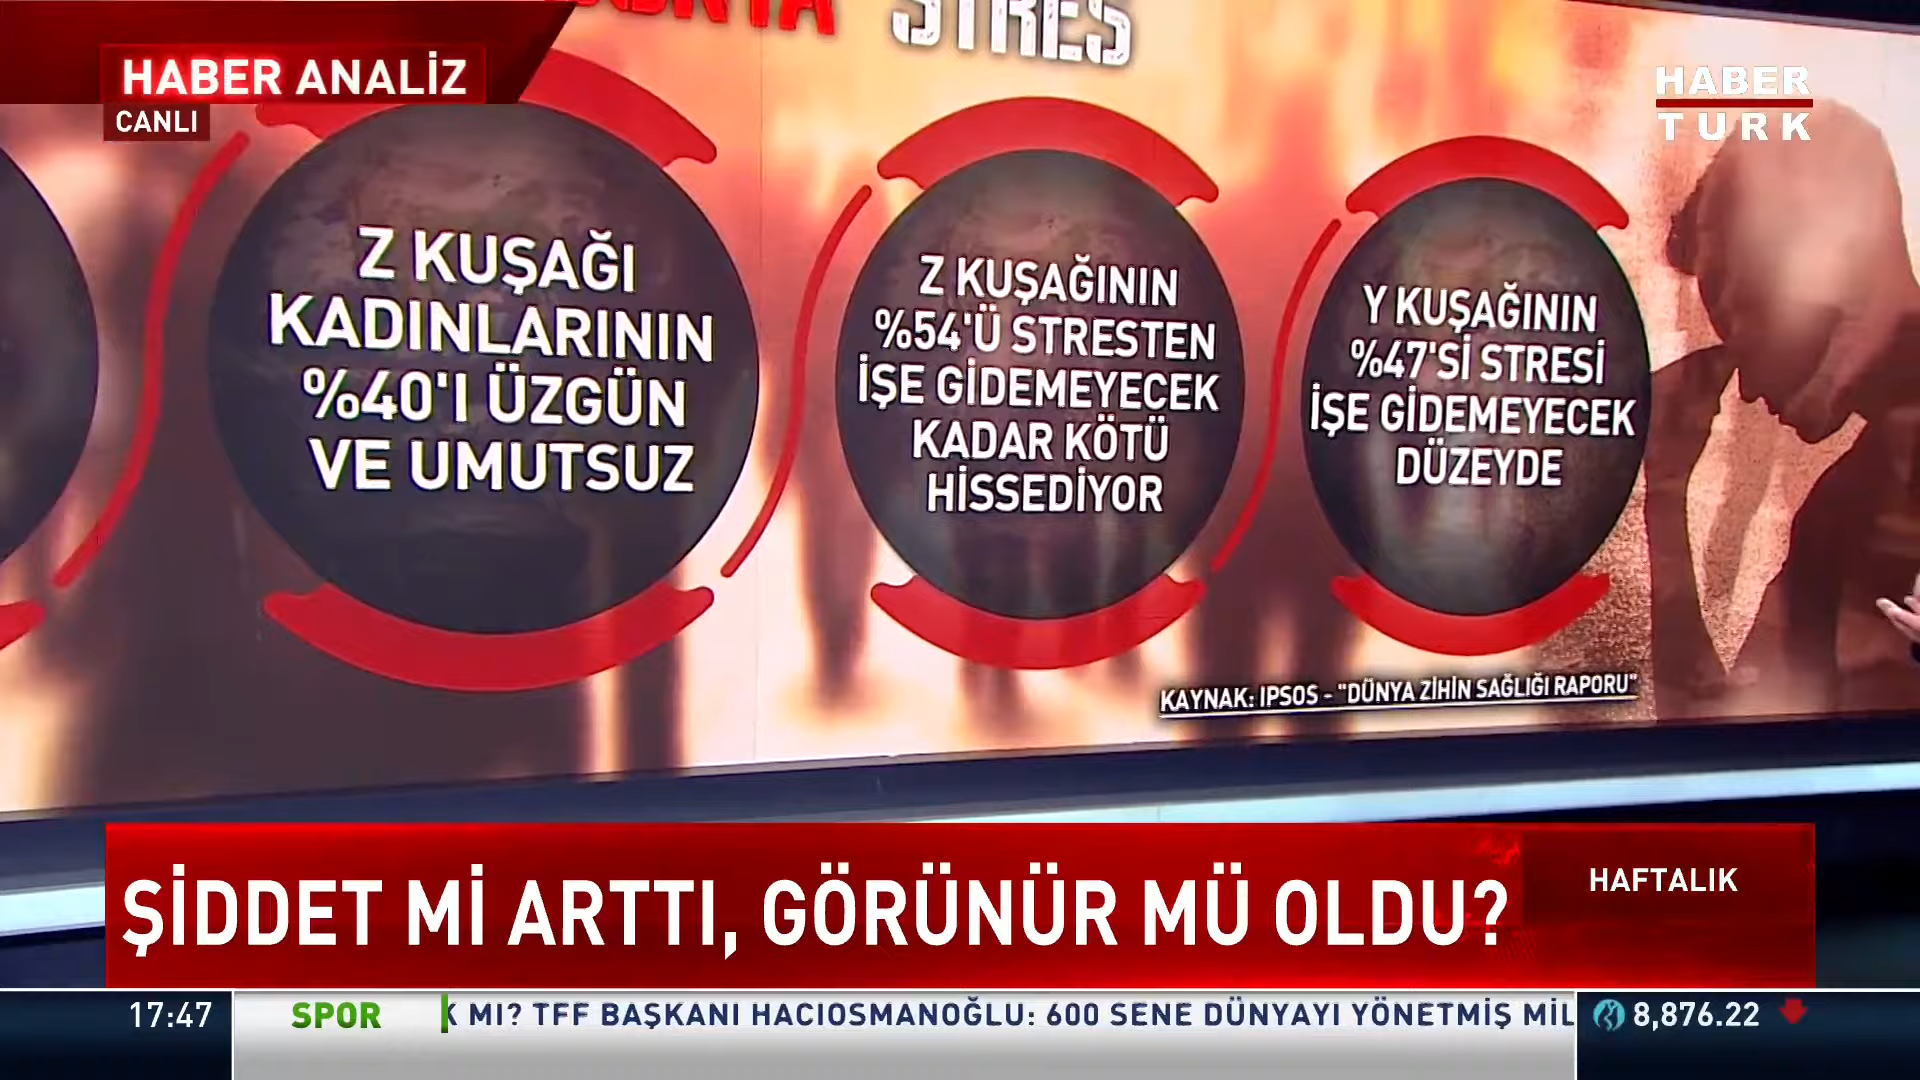 STRES
HABER ANALİZ
CANLI
HABER
TURK
Z KUŞAĞI
KADINLARININ
%40'I ÜZGÜN
VE UMUTSUZ
Z KUŞAĞININ
%54'Ü STRESTEN
İŞE GİDEMEYECEK
KADAR KÖTÜ
HİSSEDİYOR
Y KUŞAĞININ
%47'Sİ STRESİ
İŞE GİDEMEYECEK
DÜZEYDE
KAYNAK: IPSOS - "DÜNYA ZİHİN SAĞLIĞI RAPORU"
ŞİDDET Mİ ARTTI, GÖRÜNÜR MÜ OLDU?
HAFTALIK
17:47
SPOR
K MI? TFF BAŞKANI HACIOSMANOĞLU: 600 SENE DÜNYAYI YÖNETMİŞ MİL
8,876.22